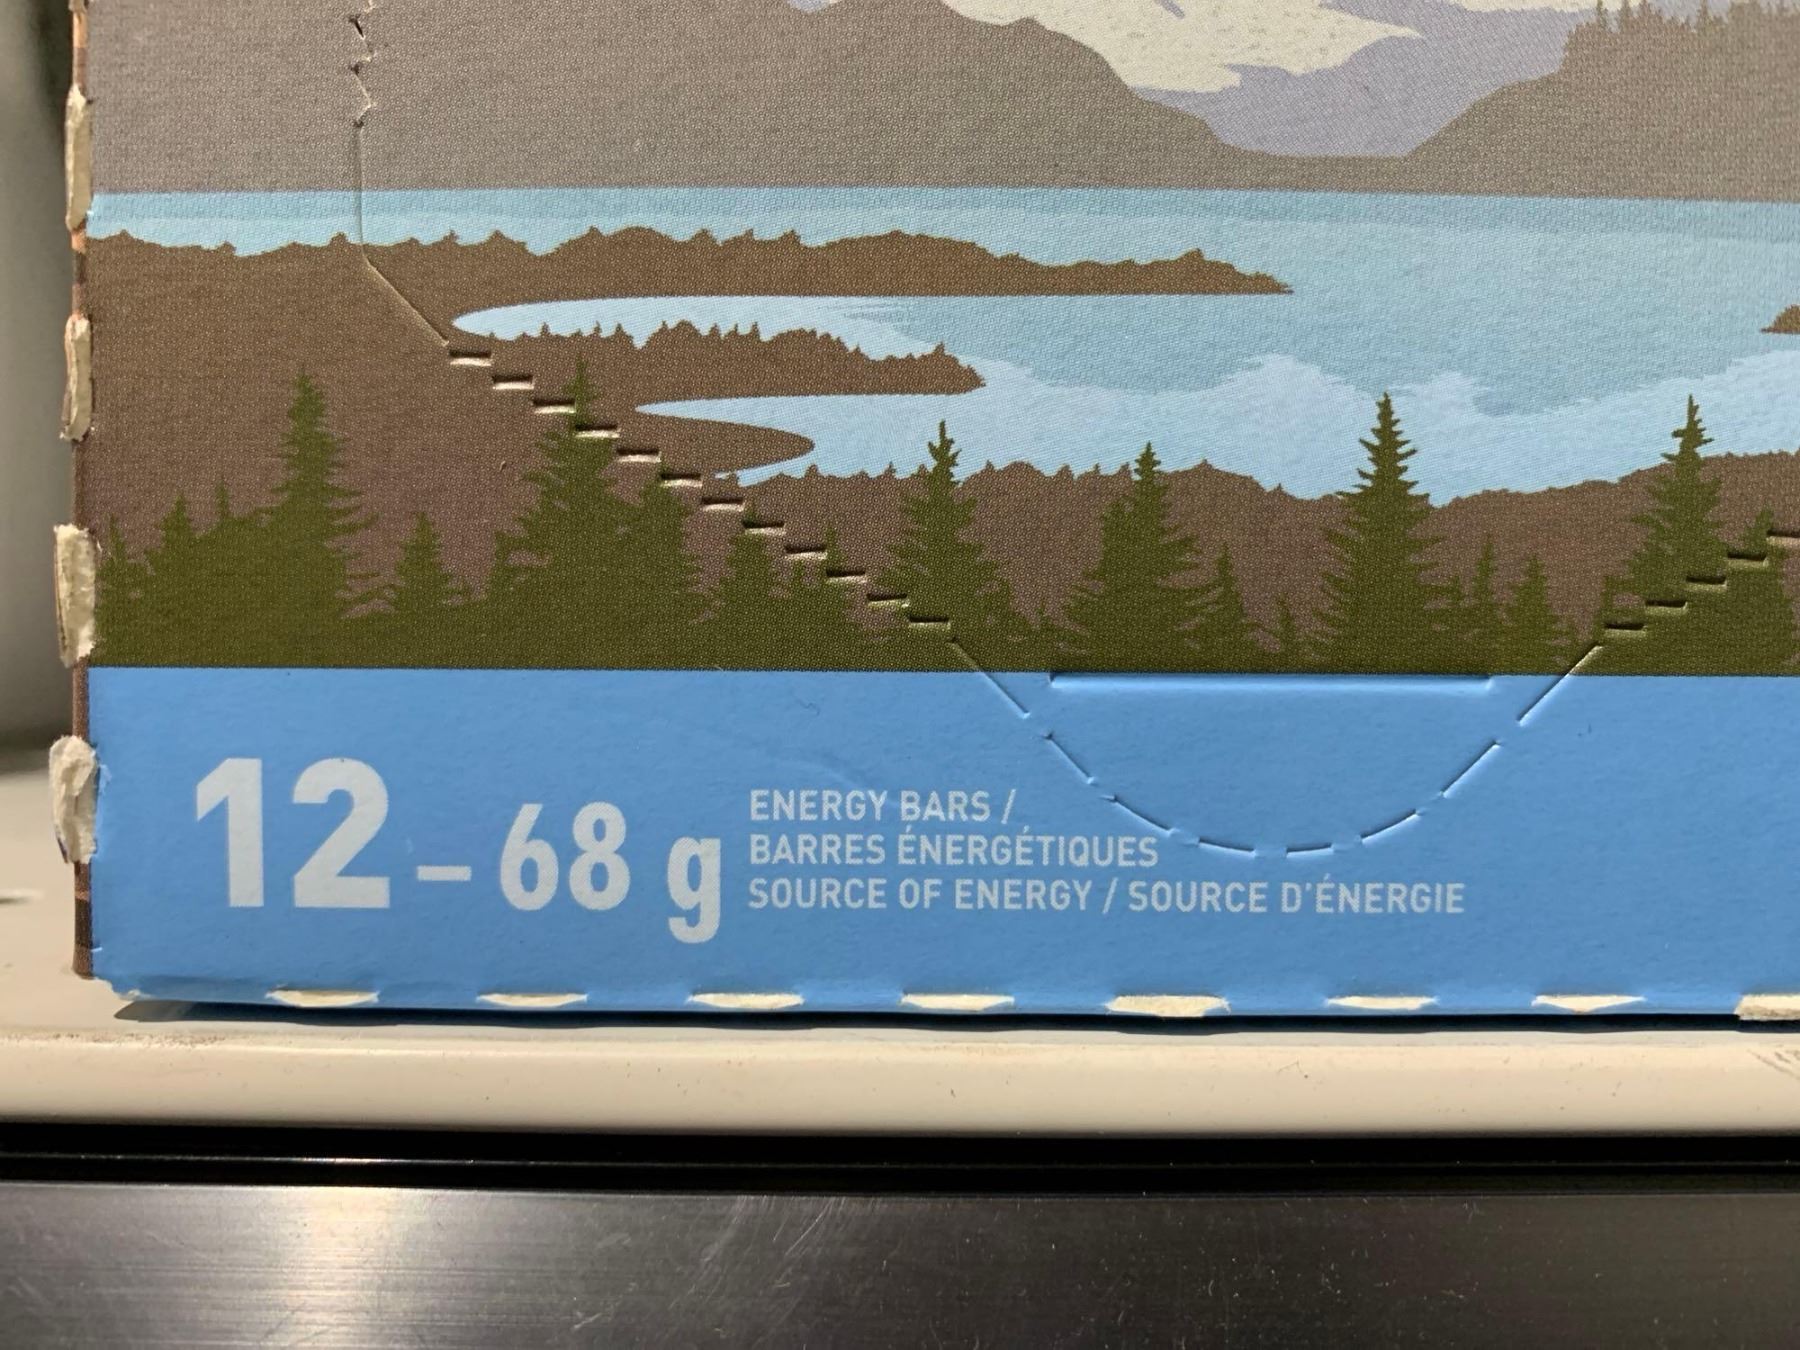 12 – 68 g
ENERGY BARS /
BARRES ÉNERGÉTIQUES
SOURCE OF ENERGY / SOURCE D'ÉNERGIE